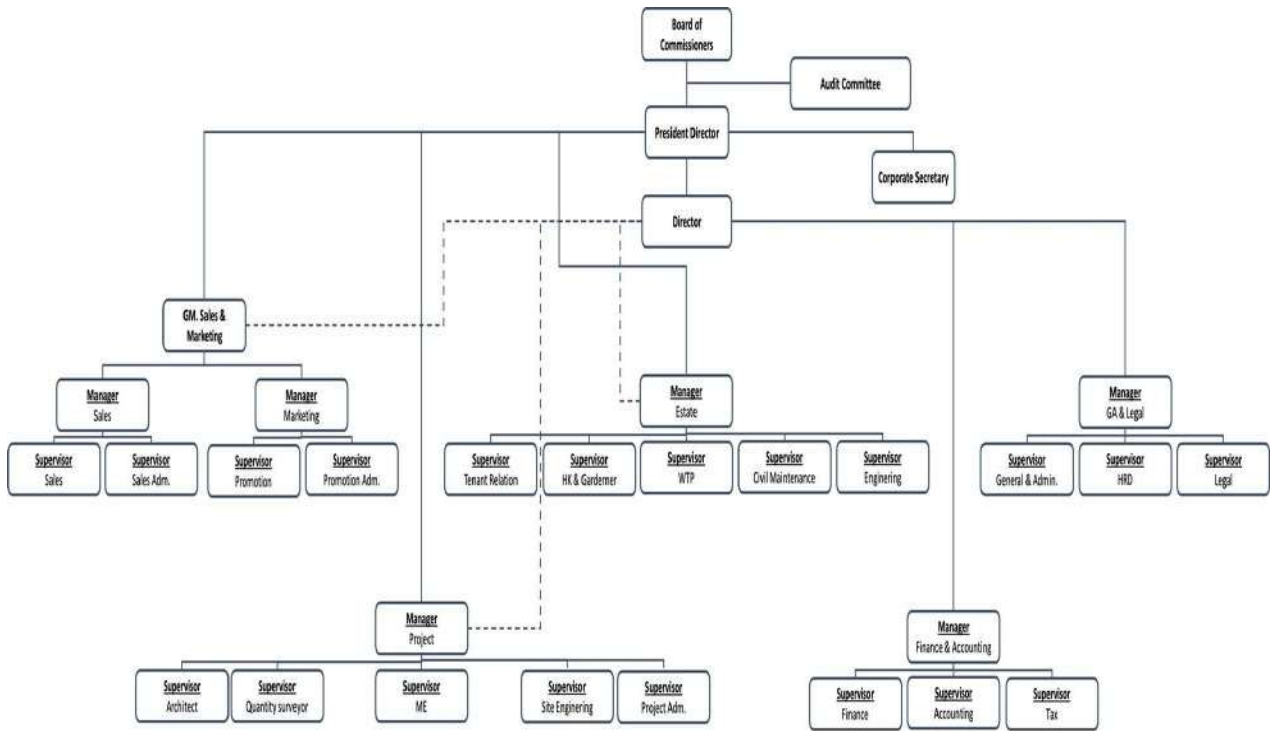 Board of
Commissioners
Audit Committee
President Director
Corporate Secretary
Director
GM. Sales &
Marketing
Manager
Sales
Manager
Marketing
Supervisor
Sales
Supervisor
Sales Adm.
Supervisor
Promotion
Supervisor
Promotion Adm.
Manager
Estate
Supervisor
Tenant Relation
Supervisor
HK & Garderner
Supervisor
WTP
Supervisor
Civil Maintenance
Supervisor
Enginering
Manager
GA & Legal
Supervisor
General & Admin.
Supervisor
HRD
Supervisor
Legal
Manager
Project
Supervisor
Architect
Supervisor
Quantity surveyor
Supervisor
ME
Supervisor
Site Enginering
Supervisor
Project Adm.
Manager
Finance & Accounting
Supervisor
Finance
Supervisor
Accounting
Supervisor
Tax